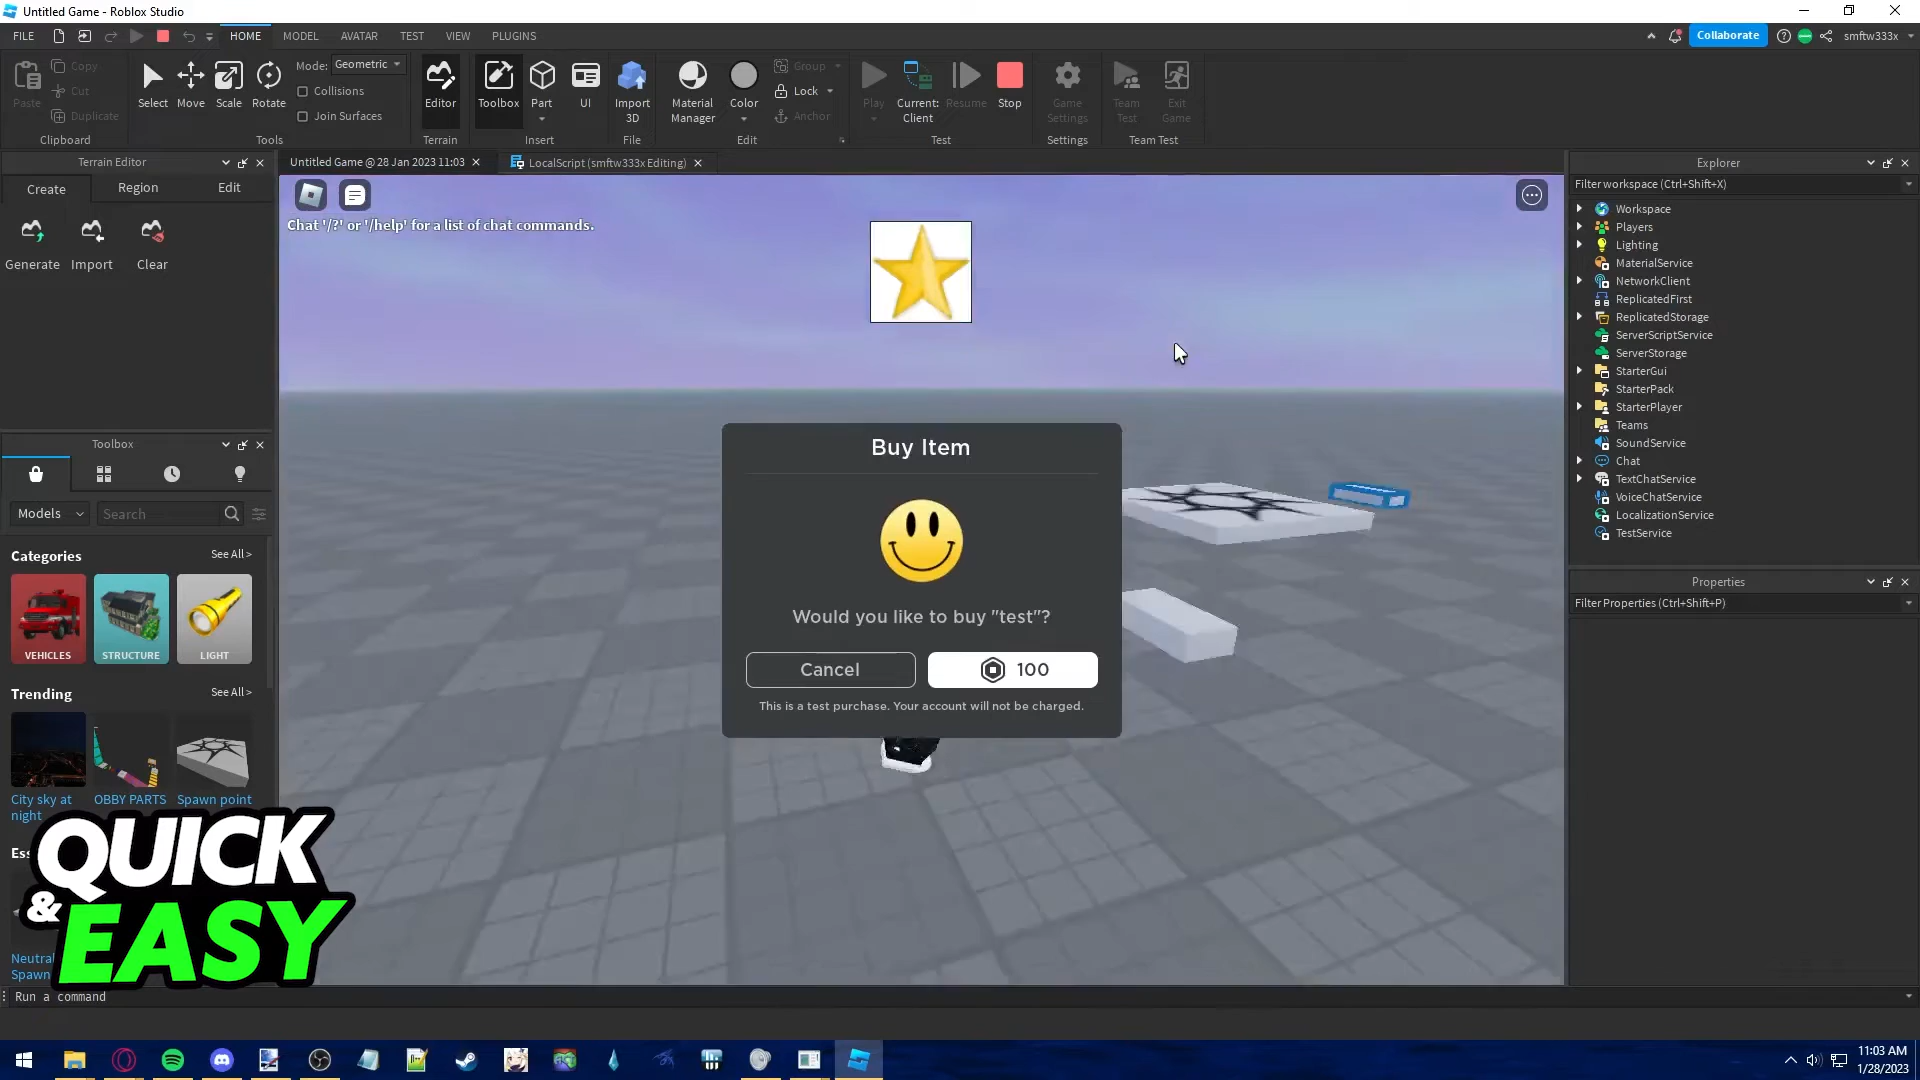 Untitled Game - Roblox Studio
FILE HOME MODEL AVATAR TEST VIEW PLUGINS Collaborate smftw333x
Paste
Copy
Cut
Duplicate
Clipboard
Select Move Scale Rotate
Mode: Geometric
Collisions
Join Surfaces
Tools
Editor
Terrain
Toolbox Part UI
Insert
Import 3D
File
Material Manager
Color
Group
Lock
Anchor
Edit
Play
Current: Client
Resume
Stop
Test
Game Settings
Settings
Team Test
Exit Game
Team Test
Terrain Editor
Create Region Edit
Generate Import Clear
Untitled Game @ 28 Jan 2023 11:03
LocalScript (smftw333x Editing)
Chat '/?' or '/help' for a list of chat commands.
Buy Item
Would you like to buy "test"?
Cancel 100
This is a test purchase. Your account will not be charged.
Toolbox
Models Search
Categories See All >
VEHICLES STRUCTURE LIGHT
Trending See All >
City sky at night
OBBY PARTS
Spawn point
Ess
Neutral
Spawn
QUICK
& EASY
Run a command
Explorer
Filter workspace (Ctrl+Shift+X)
Workspace
Players
Lighting
MaterialService
NetworkClient
ReplicatedFirst
ReplicatedStorage
ServerScriptService
ServerStorage
StarterGui
StarterPack
StarterPlayer
Teams
SoundService
Chat
TextChatService
VoiceChatService
LocalizationService
TestService
Properties
Filter Properties (Ctrl+Shift+P)
11:03 AM
1/28/2023